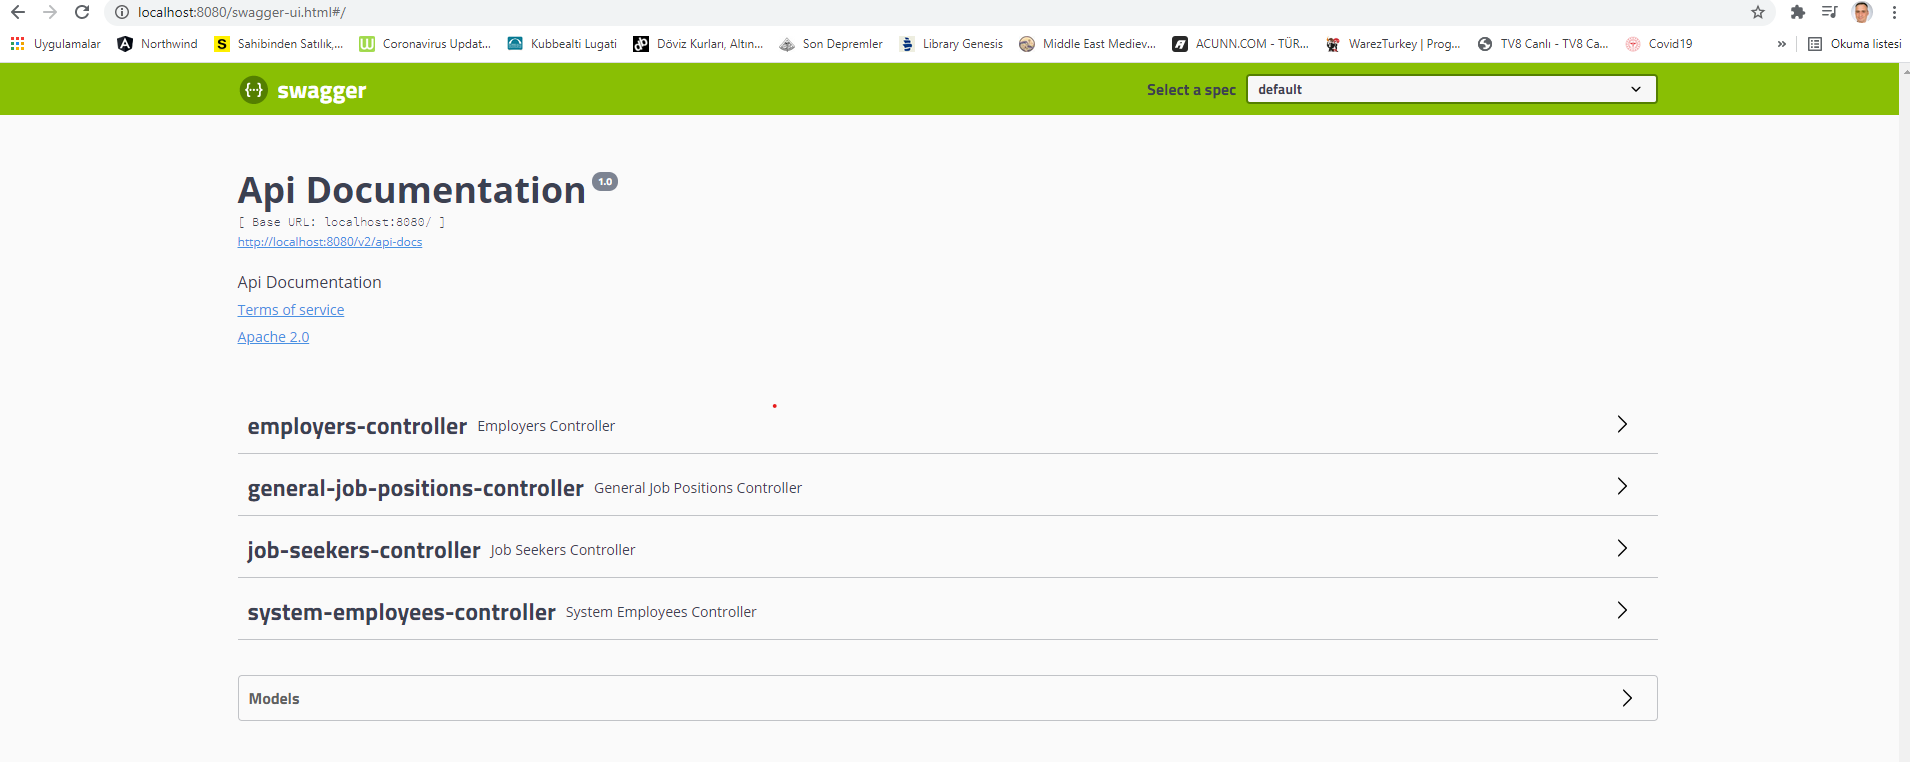 localhost:8080/swagger-ui.html#/
Uygulamalar Northwind Sahibinden Satılık,... Coronavirus Updat... Kubbealti Lugati Döviz Kurları, Altın... Son Depremler Library Genesis Middle East Mediev... ACUNN.COM - TÜR... WarezTurkey | Prog... TV8 Canlı - TV8 Ca... Covid19 » Okuma listesi
{··} swagger Select a spec default
Api Documentation 1.0
[ Base URL: localhost:8080/ ]
http://localhost:8080/v2/api-docs
Api Documentation
Terms of service
Apache 2.0
employers-controller Employers Controller
general-job-positions-controller General Job Positions Controller
job-seekers-controller Job Seekers Controller
system-employees-controller System Employees Controller
Models